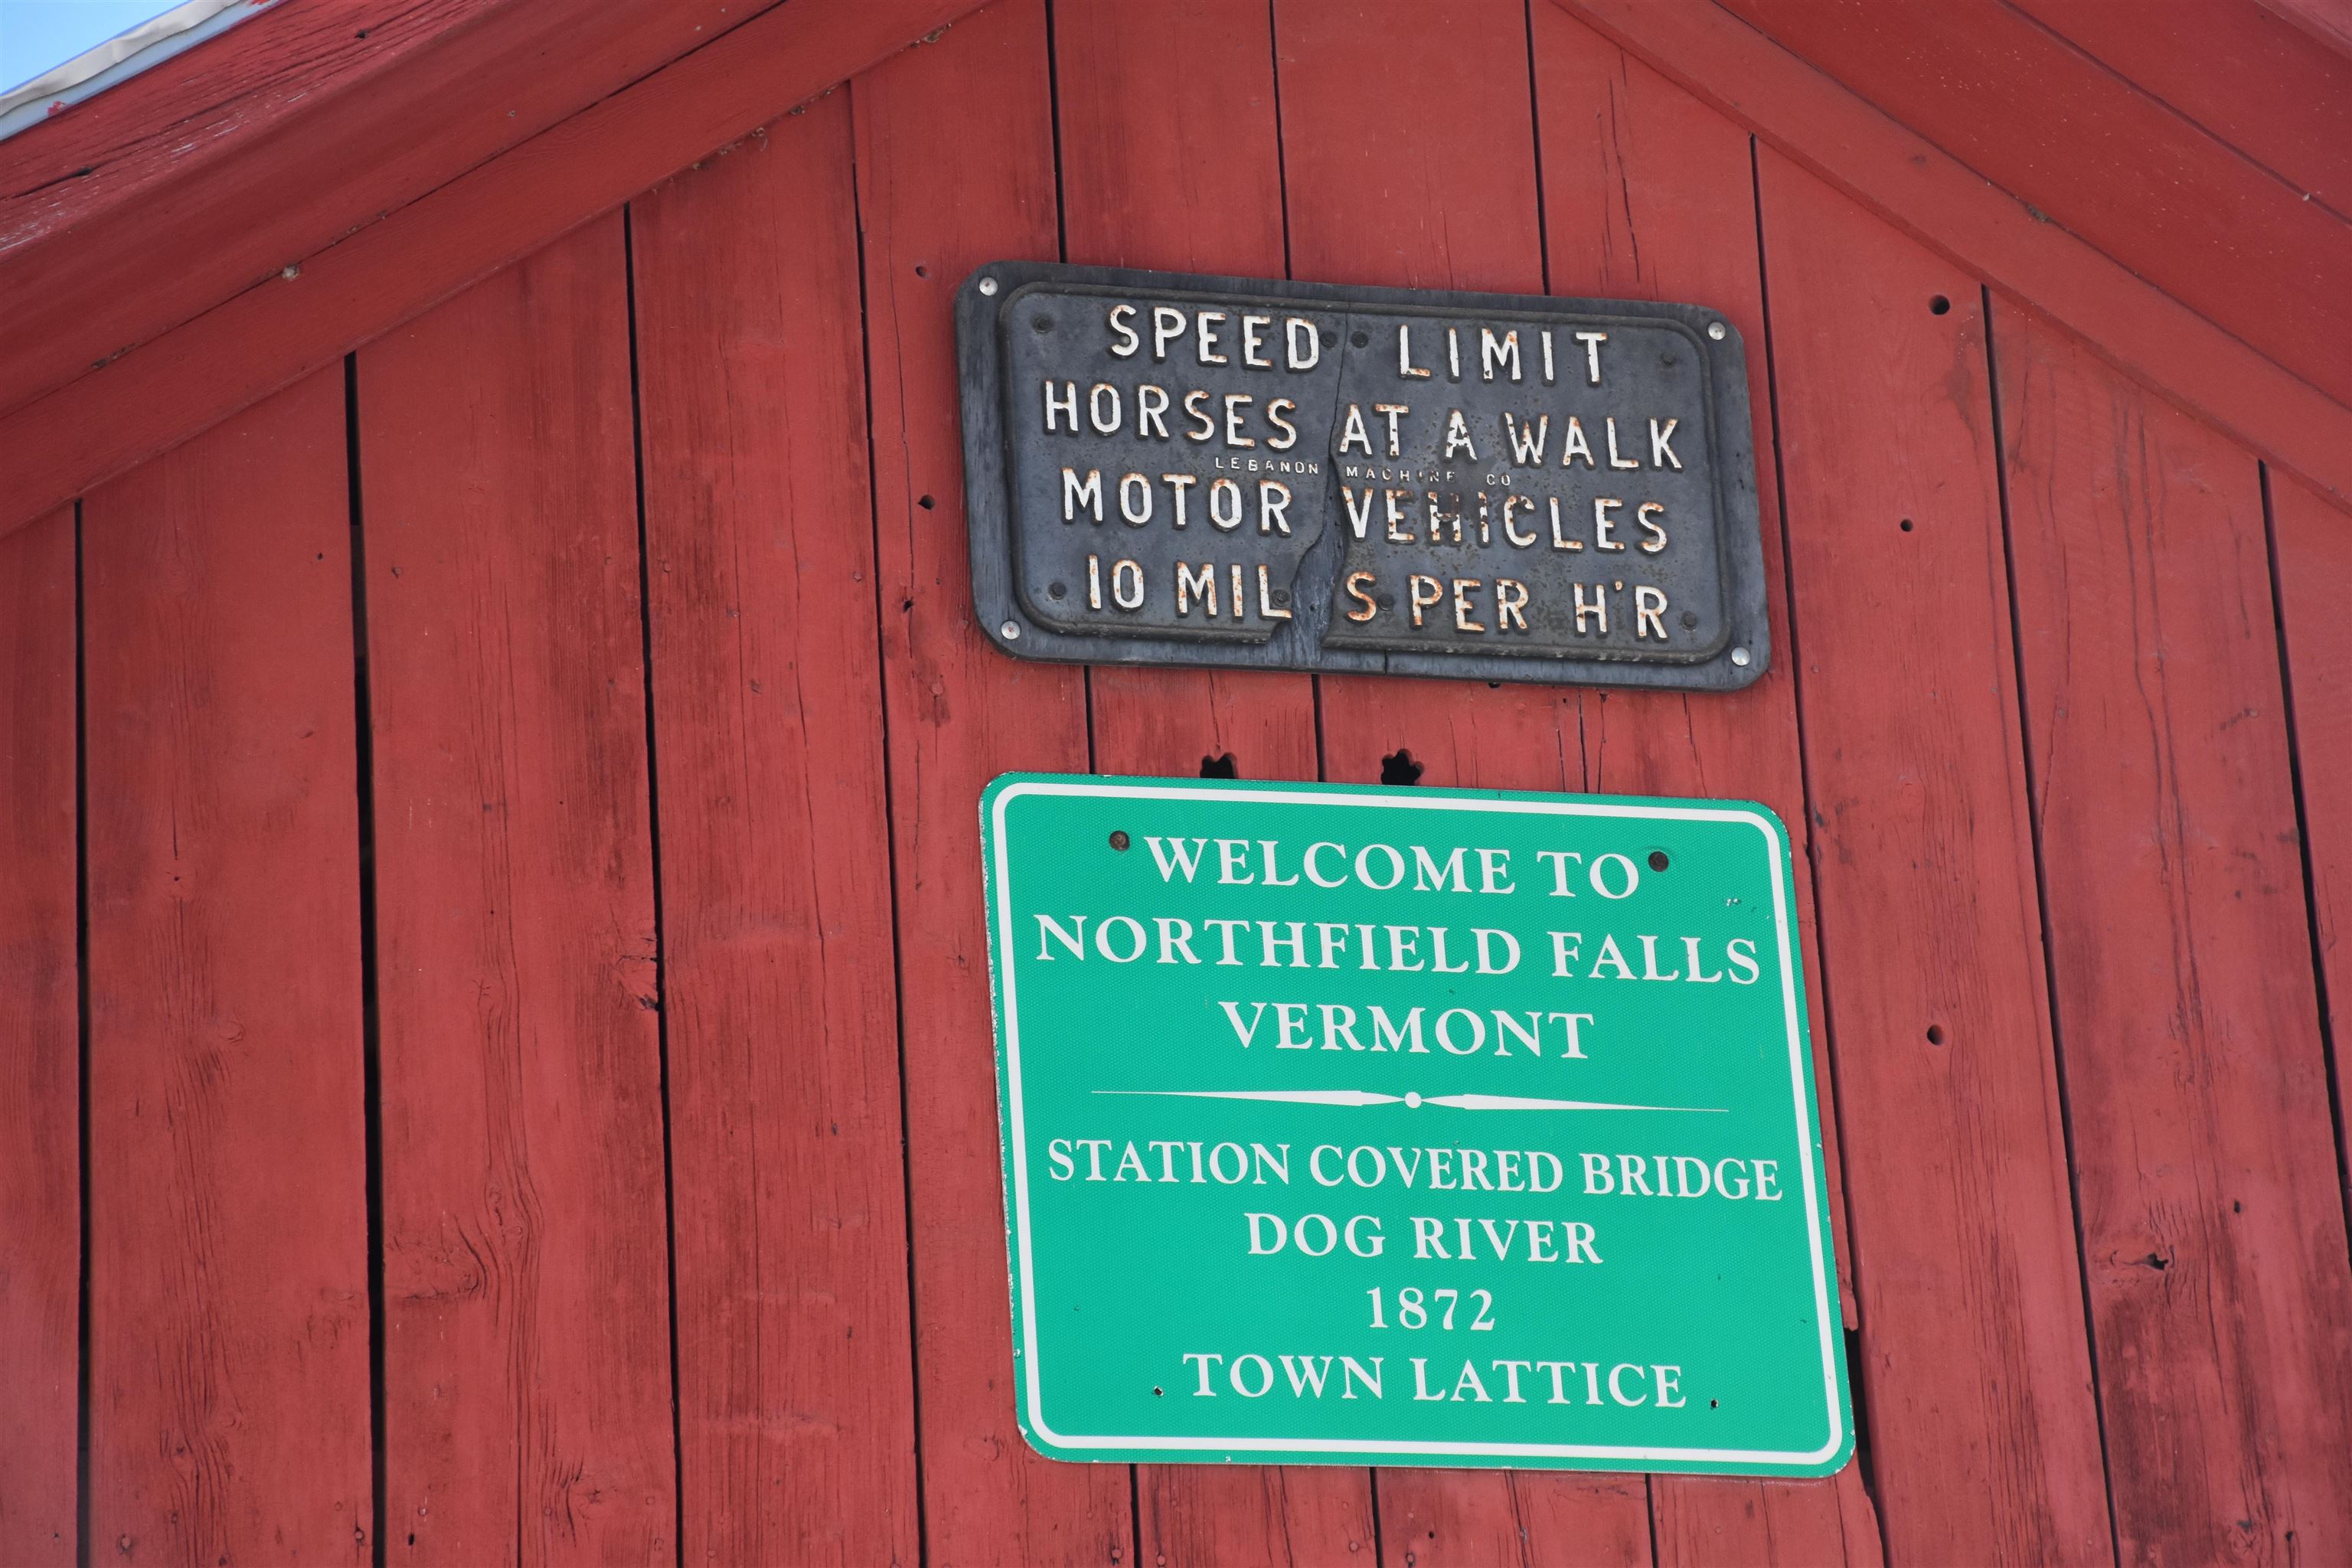 SPEED LIMIT
HORSES AT A WALK
LEBANON MACHINE CO
MOTOR VEHICLES
10 MIL S PER H'R
WELCOME TO
NORTHFIELD FALLS
VERMONT
STATION COVERED BRIDGE
DOG RIVER
1872
TOWN LATTICE